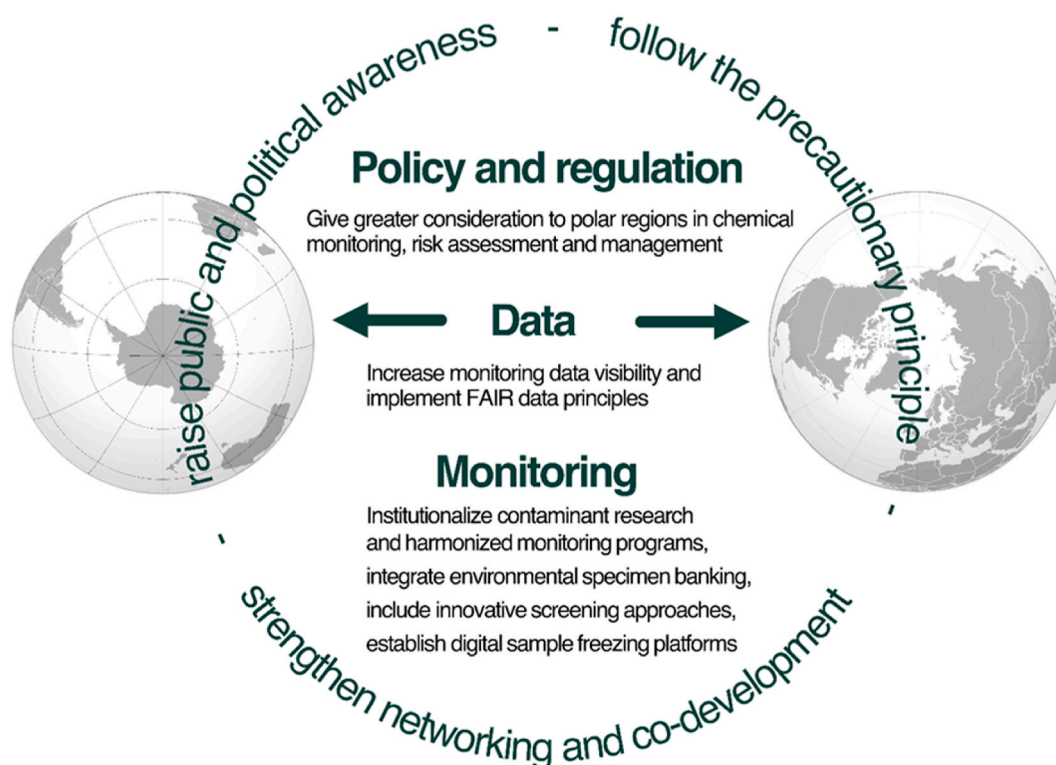 raise public and political awareness - follow the precautionary principle -
Policy and regulation
Give greater consideration to polar regions in chemical
monitoring, risk assessment and management
Data
Increase monitoring data visibility and
implement FAIR data principles
Monitoring
Institutionalize contaminant research
and harmonized monitoring programs,
integrate environmental specimen banking,
include innovative screening approaches,
establish digital sample freezing platforms
- strengthen networking and co-development